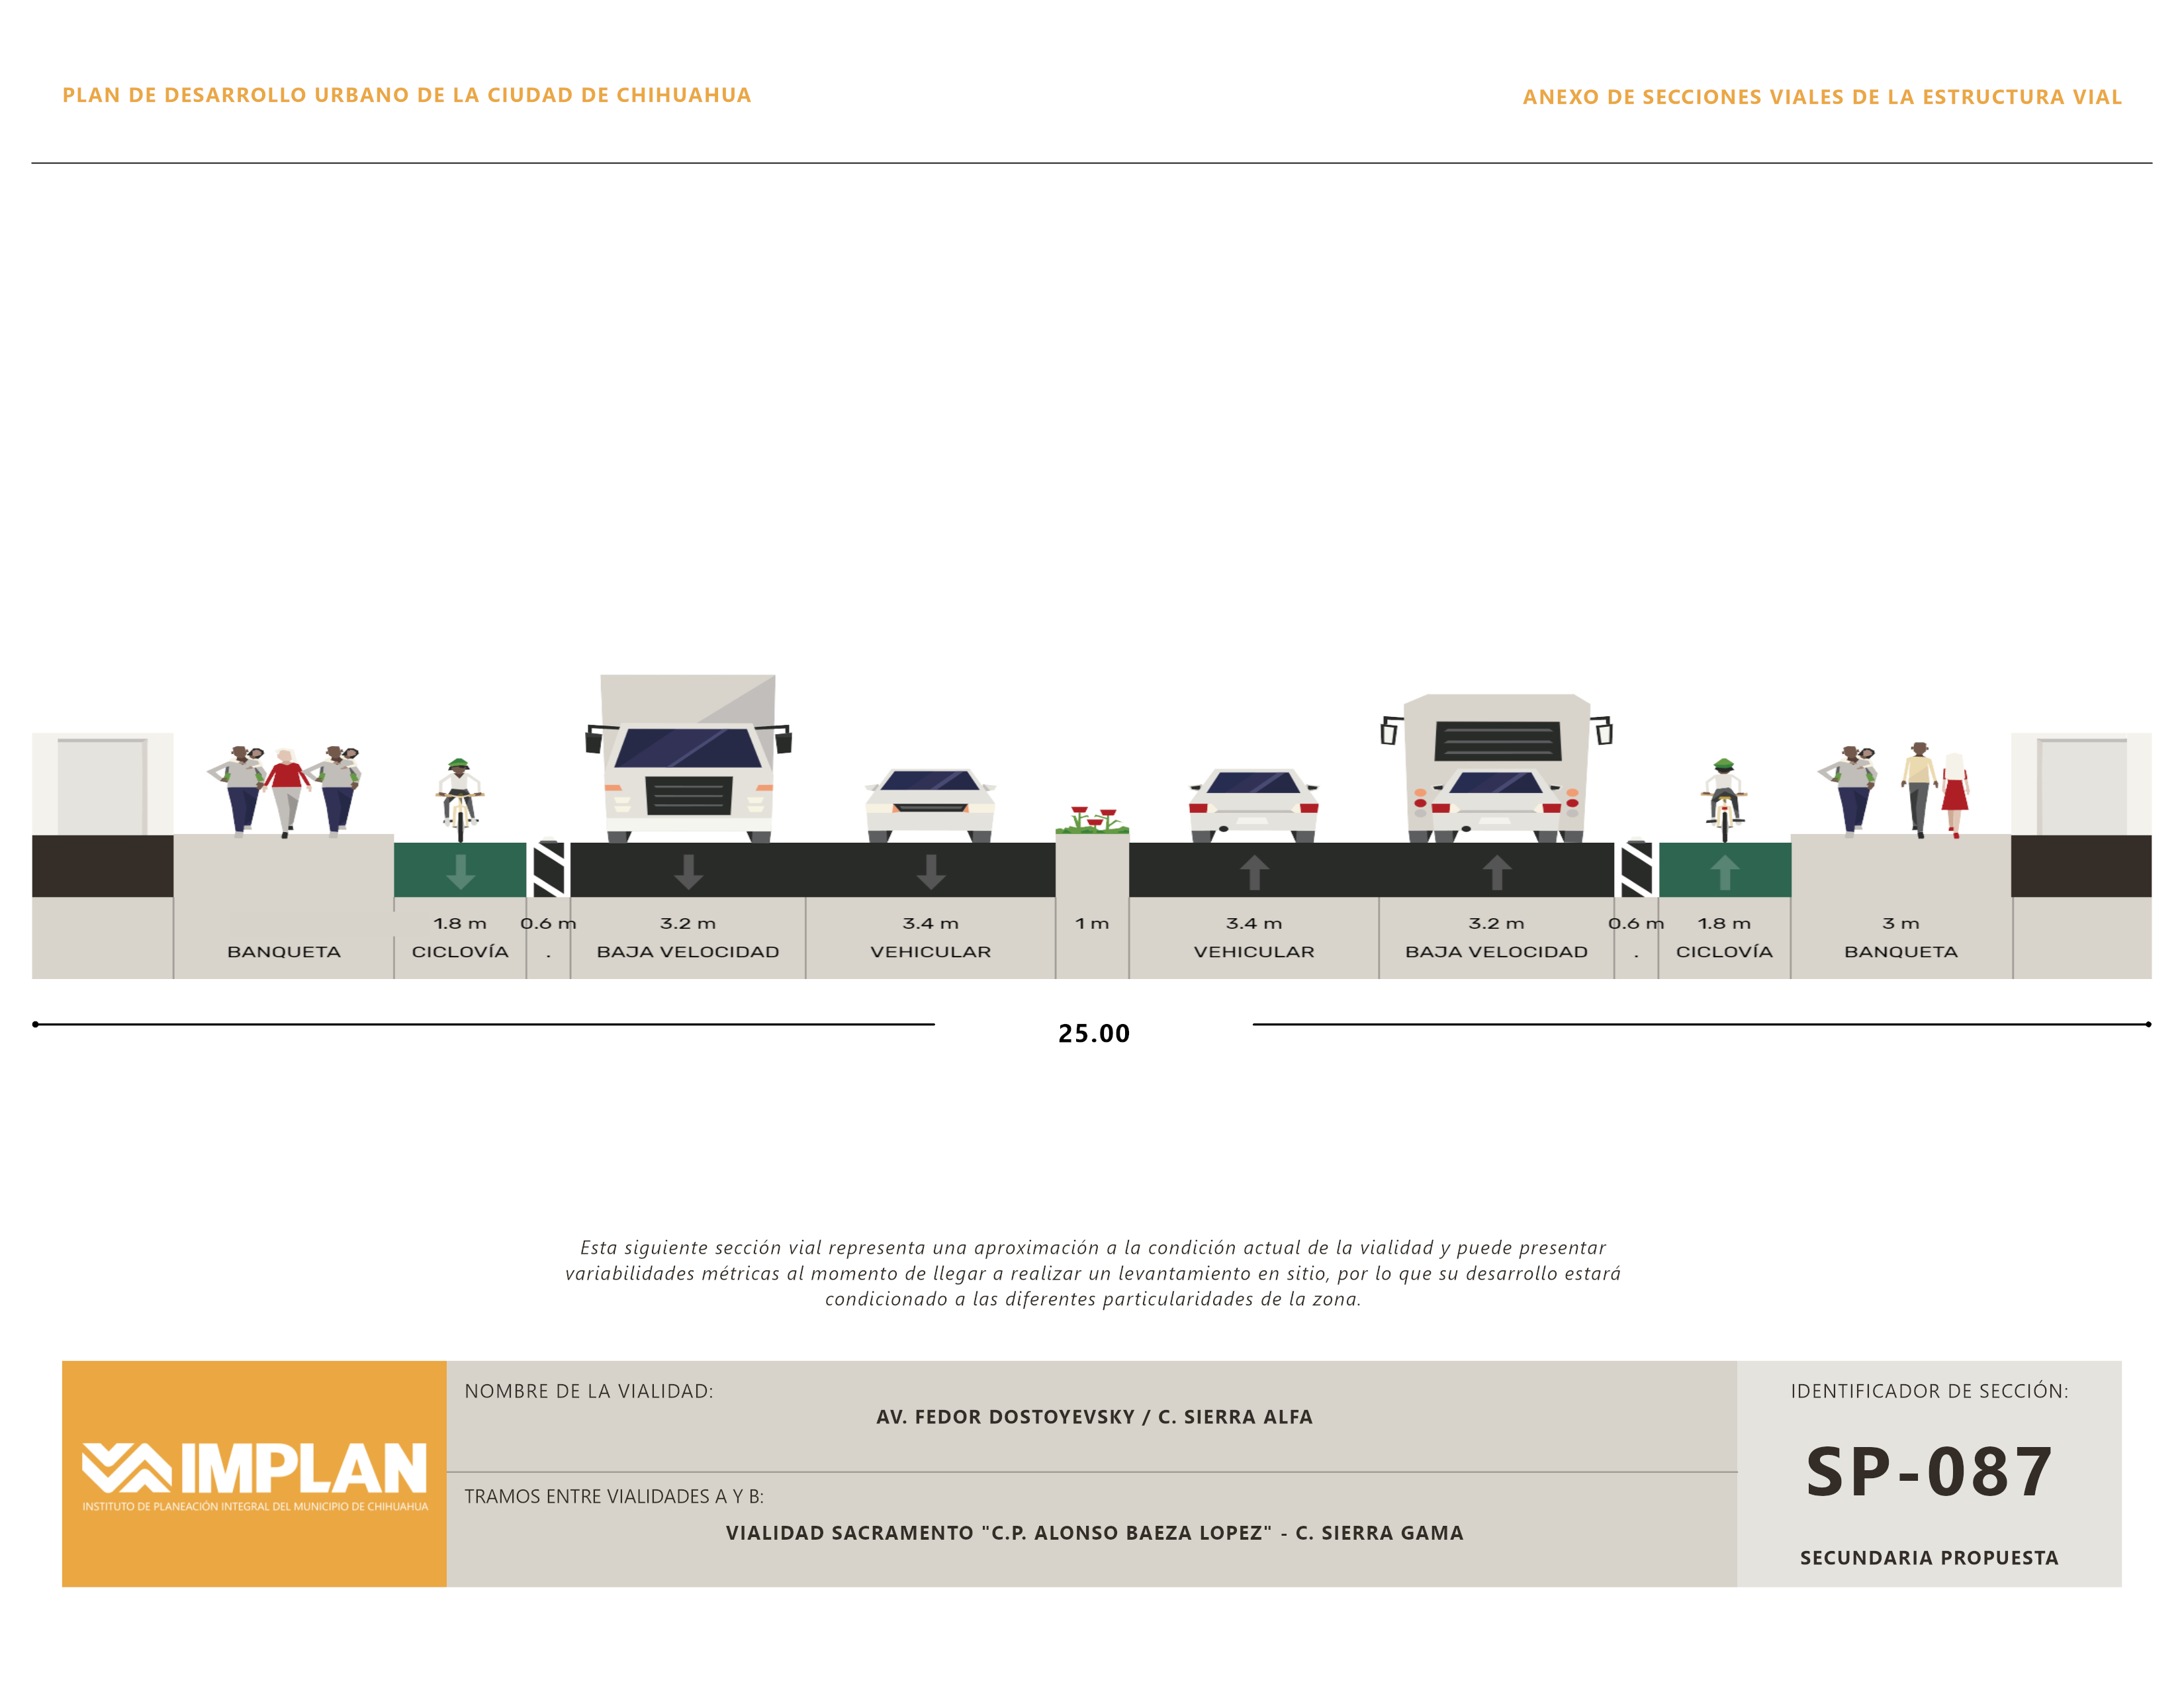 PLAN DE DESARROLLO URBANO DE LA CIUDAD DE CHIHUAHUA
ANEXO DE SECCIONES VIALES DE LA ESTRUCTURA VIAL
1.8 m 0.6 m 3.2 m 3.4 m 1 m 3.4 m 3.2 m 0.6 m 1.8 m 3 m
BANQUETA CICLOVÍA . BAJA VELOCIDAD VEHICULAR VEHICULAR BAJA VELOCIDAD . CICLOVÍA BANQUETA
25.00
Esta siguiente sección vial representa una aproximación a la condición actual de la vialidad y puede presentar
variabilidades métricas al momento de llegar a realizar un levantamiento en sitio, por lo que su desarrollo estará
condicionado a las diferentes particularidades de la zona.
IMPLAN
INSTITUTO DE PLANEACIÓN INTEGRAL DEL MUNICIPIO DE CHIHUAHUA
NOMBRE DE LA VIALIDAD:
AV. FEDOR DOSTOYEVSKY / C. SIERRA ALFA
TRAMOS ENTRE VIALIDADES A Y B:
VIALIDAD SACRAMENTO "C.P. ALONSO BAEZA LOPEZ" - C. SIERRA GAMA
IDENTIFICADOR DE SECCIÓN:
SP-087
SECUNDARIA PROPUESTA